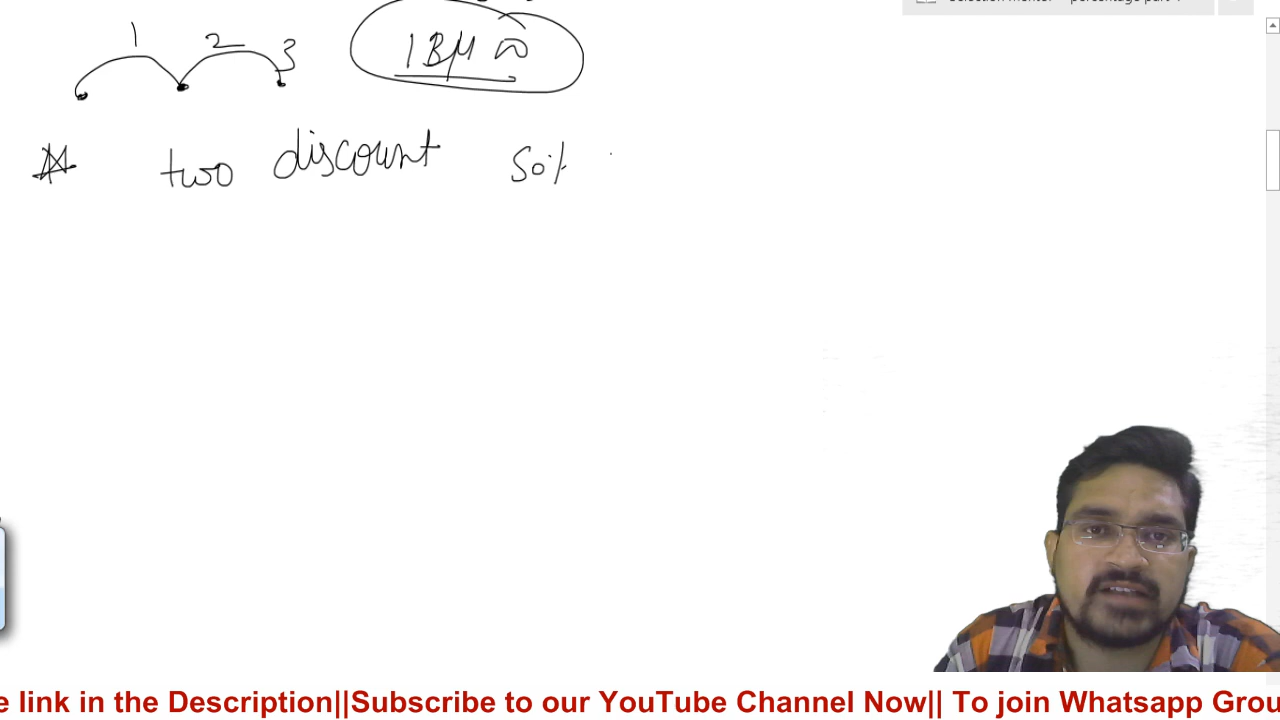 1 2 3 1BM
two discount 50%
e link in the Description||Subscribe to our YouTube Channel Now|| To join Whatsapp Grou